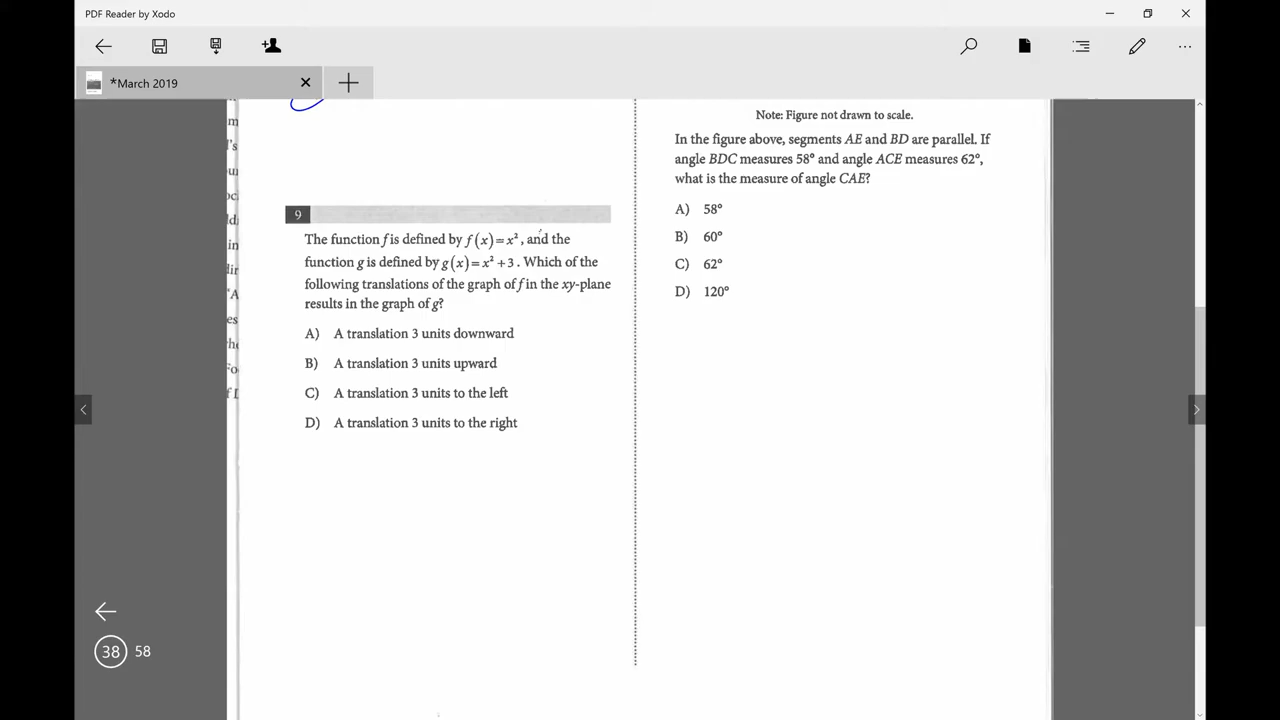 PDF Reader by Xodo
*March 2019
9
The function f is defined by f(x) = x², and the
function g is defined by g(x) = x² + 3. Which of the
following translations of the graph of f in the xy-plane
results in the graph of g?
A) A translation 3 units downward
B) A translation 3 units upward
C) A translation 3 units to the left
D) A translation 3 units to the right
Note: Figure not drawn to scale.
In the figure above, segments AE and BD are parallel. If
angle BDC measures 58° and angle ACE measures 62°,
what is the measure of angle CAE?
A) 58°
B) 60°
C) 62°
D) 120°
38 58